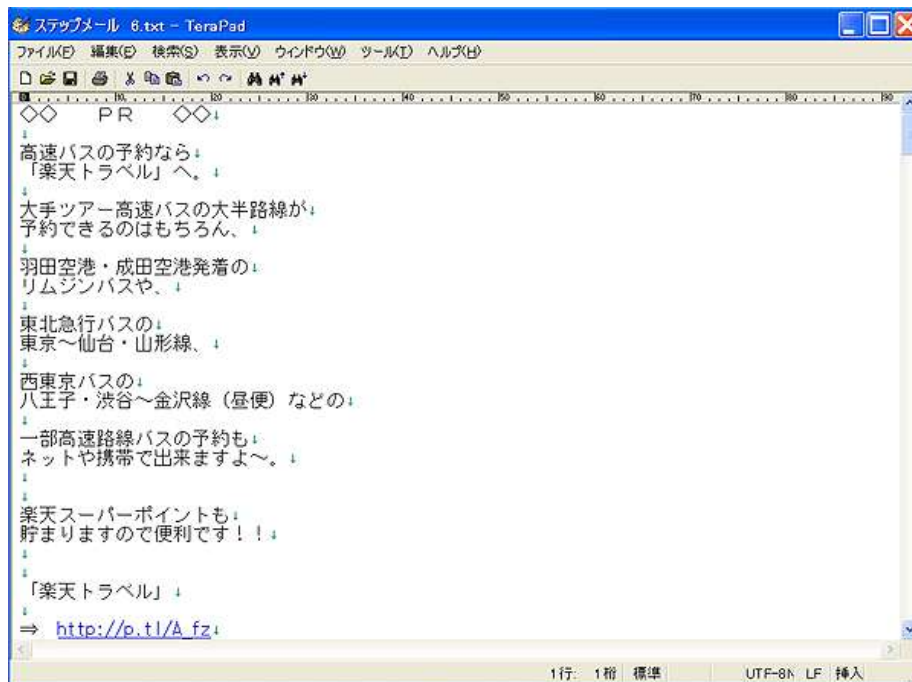 ステップメール 6.txt - TeraPad
ファイル(F) 編集(E) 検索(S) 表示(V) ウィンドウ(W) ツール(T) ヘルプ(H)
0 10 20 30 40 50 60 70 80 90
◇◇ PR ◇◇↓
↓
高速バスの予約なら↓
「楽天トラベル」へ。↓
↓
大手ツアー高速バスの大半路線が↓
予約できるのはもちろん、↓
↓
羽田空港・成田空港発着の↓
リムジンバスや、↓
↓
東北急行バスの↓
東京～仙台・山形線、↓
↓
西東京バスの↓
八王子・渋谷～金沢線（昼便）などの↓
↓
一部高速路線バスの予約も↓
ネットや携帯で出来ますよ～。↓
↓
↓
楽天スーパーポイントも↓
貯まりますので便利です！！↓
↓
↓
「楽天トラベル」↓
↓
⇒ http://p.tl/A_fz↓
1行: 1桁 標準 UTF-8N LF 挿入